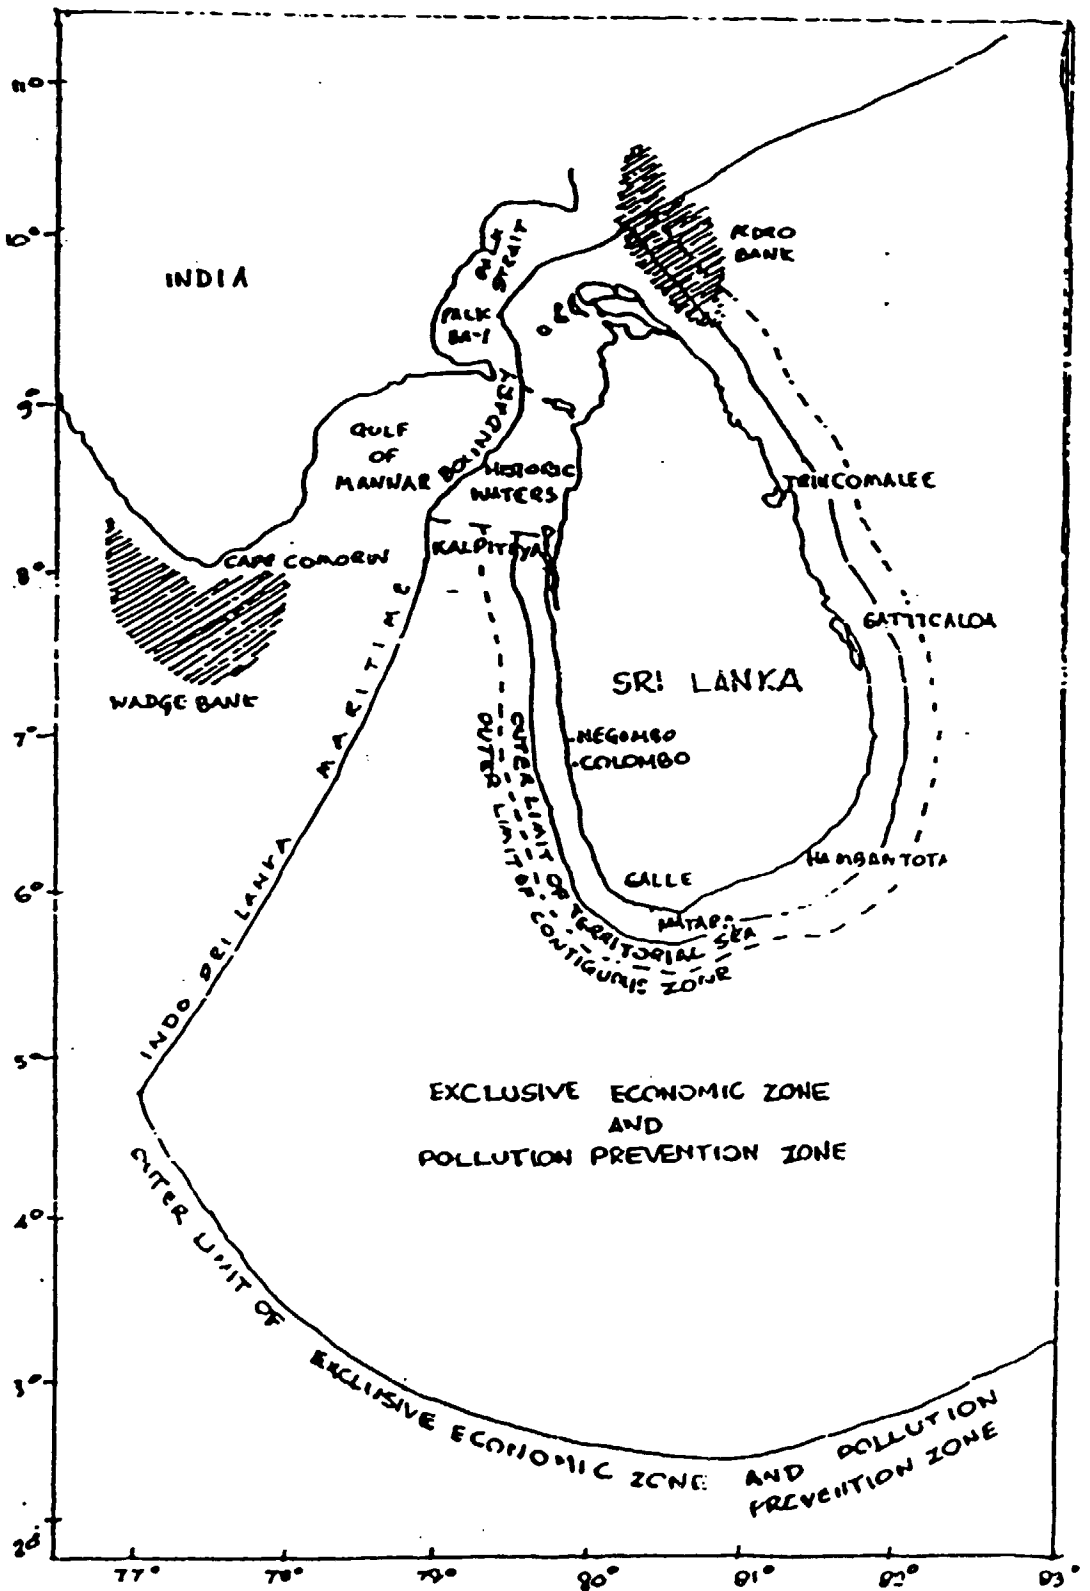 11°
10°
9°
8°
7°
6°
5°
4°
3°
2°
77°
78°
79°
80°
81°
82°
83°
INDIA
PALK
STRAIT
PALK
BAY
PEDRO
BANK
GULF
OF
MANNAR
HISTORIC
WATERS
CAPE COMORIN
KALPITIYA
WADGE BANK
TRINCOMALEE
BATTICALOA
SRI LANKA
NEGOMBO
COLOMBO
GALLE
MATARA
HAMBANTOTA
INDO SRI LANKA MARITIME BOUNDARY
OUTER LIMIT OF TERRITORIAL SEA
OUTER LIMIT OF CONTIGUOUS ZONE
EXCLUSIVE ECONOMIC ZONE
AND
POLLUTION PREVENTION ZONE
OUTER LIMIT OF EXCLUSIVE ECONOMIC ZONE AND POLLUTION
PREVENTION ZONE